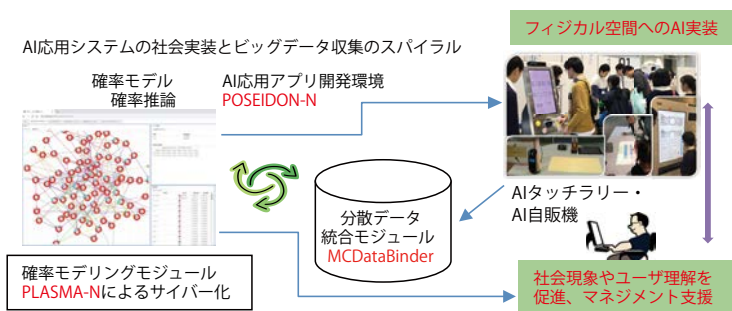 フィジカル空間へのAI実装
AI応用システムの社会実装とビッグデータ収集のスパイラル
確率モデル
確率推論
AI応用アプリ開発環境
POSEIDON-N
分散データ
統合モジュール
MCDataBinder
AIタッチラリー・
AI自販機
確率モデリングモジュール
PLASMA-Nによるサイバー化
社会現象やユーザ理解を
促進、マネジメント支援